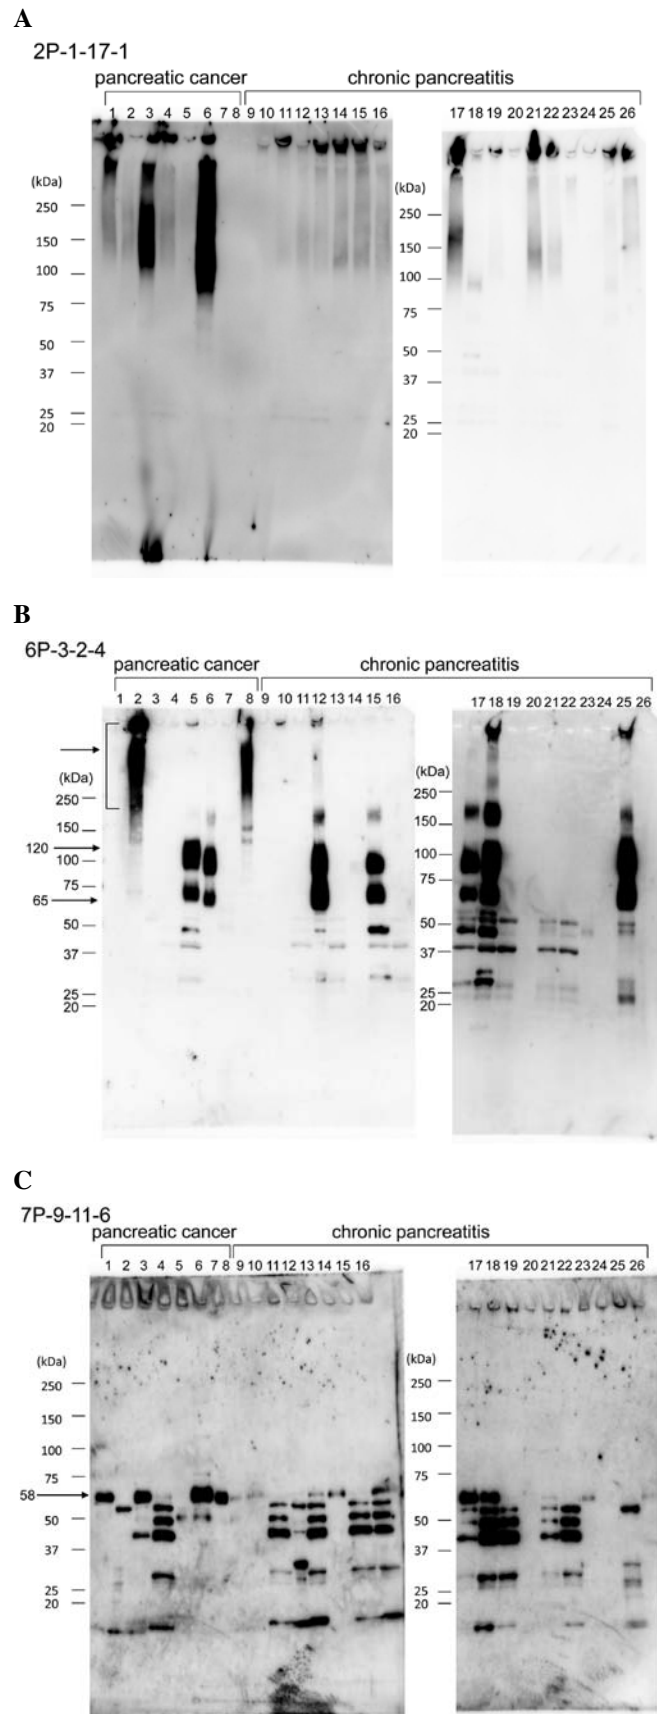 A
2P-1-17-1
pancreatic cancer chronic pancreatitis
1 2 3 4 5 6 7 8 9 10 11 12 13 14 15 16 17 18 19 20 21 22 23 24 25 26
(kDa) (kDa)
250 250
150 150
100 100
75 75
50 50
37 37
25 25
20 20
B
6P-3-2-4
pancreatic cancer chronic pancreatitis
1 2 3 4 5 6 7 8 9 10 11 12 13 14 15 16 17 18 19 20 21 22 23 24 25 26
(kDa) (kDa)
250 250
150 150
120
100 100
75 75
65
50 50
37 37
25 25
20 20
C
7P-9-11-6
pancreatic cancer chronic pancreatitis
1 2 3 4 5 6 7 8 9 10 11 12 13 14 15 16 17 18 19 20 21 22 23 24 25 26
(kDa) (kDa)
250 250
150 150
100 100
75 75
58
50 50
37 37
25 25
20 20